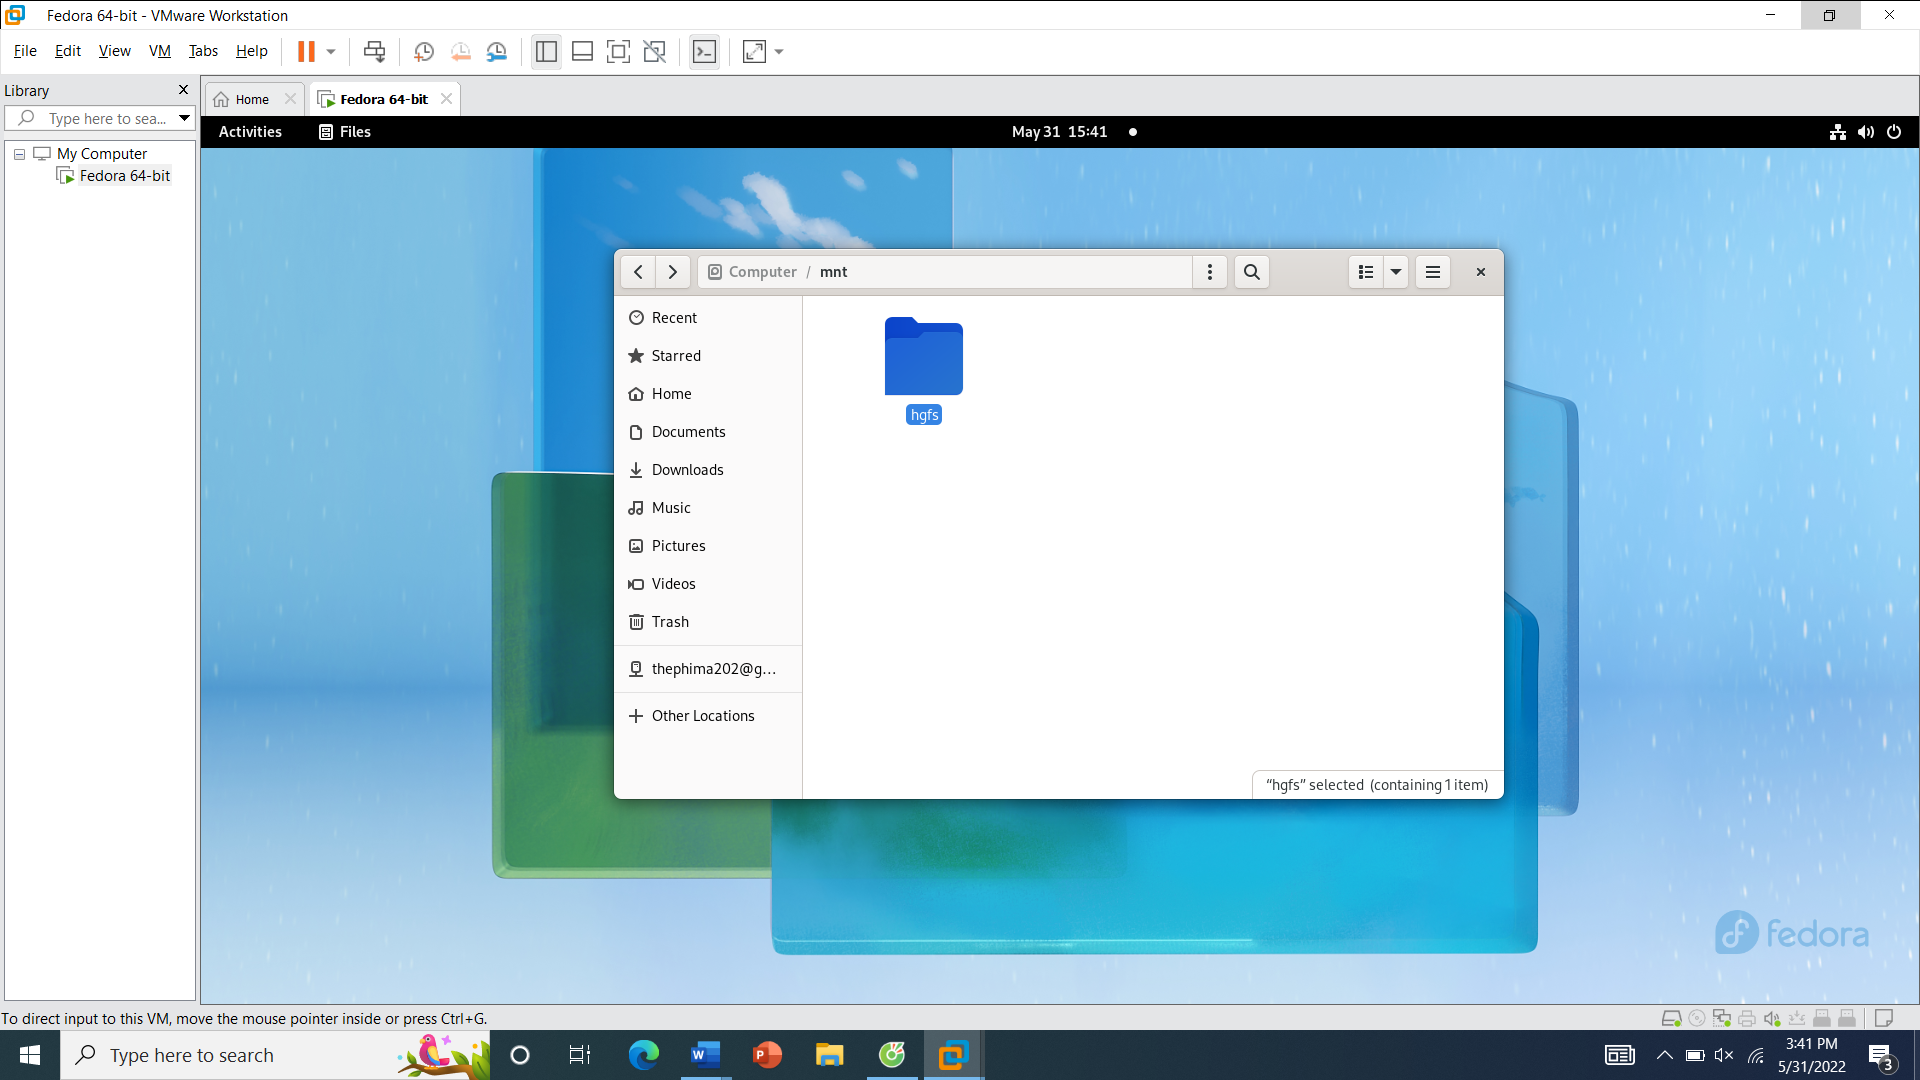 Fedora 64-bit - VMware Workstation
File Edit View VM Tabs Help
Library
Type here to sea...
My Computer
Fedora 64-bit
Home
Fedora 64-bit
Activities
Files
May 31 15:41
Computer / mnt
Recent
Starred
Home
Documents
Downloads
Music
Pictures
Videos
Trash
thephima202@g...
Other Locations
hgfs
“hgfs” selected (containing 1 item)
fedora
To direct input to this VM, move the mouse pointer inside or press Ctrl+G.
Type here to search
3:41 PM
5/31/2022
3